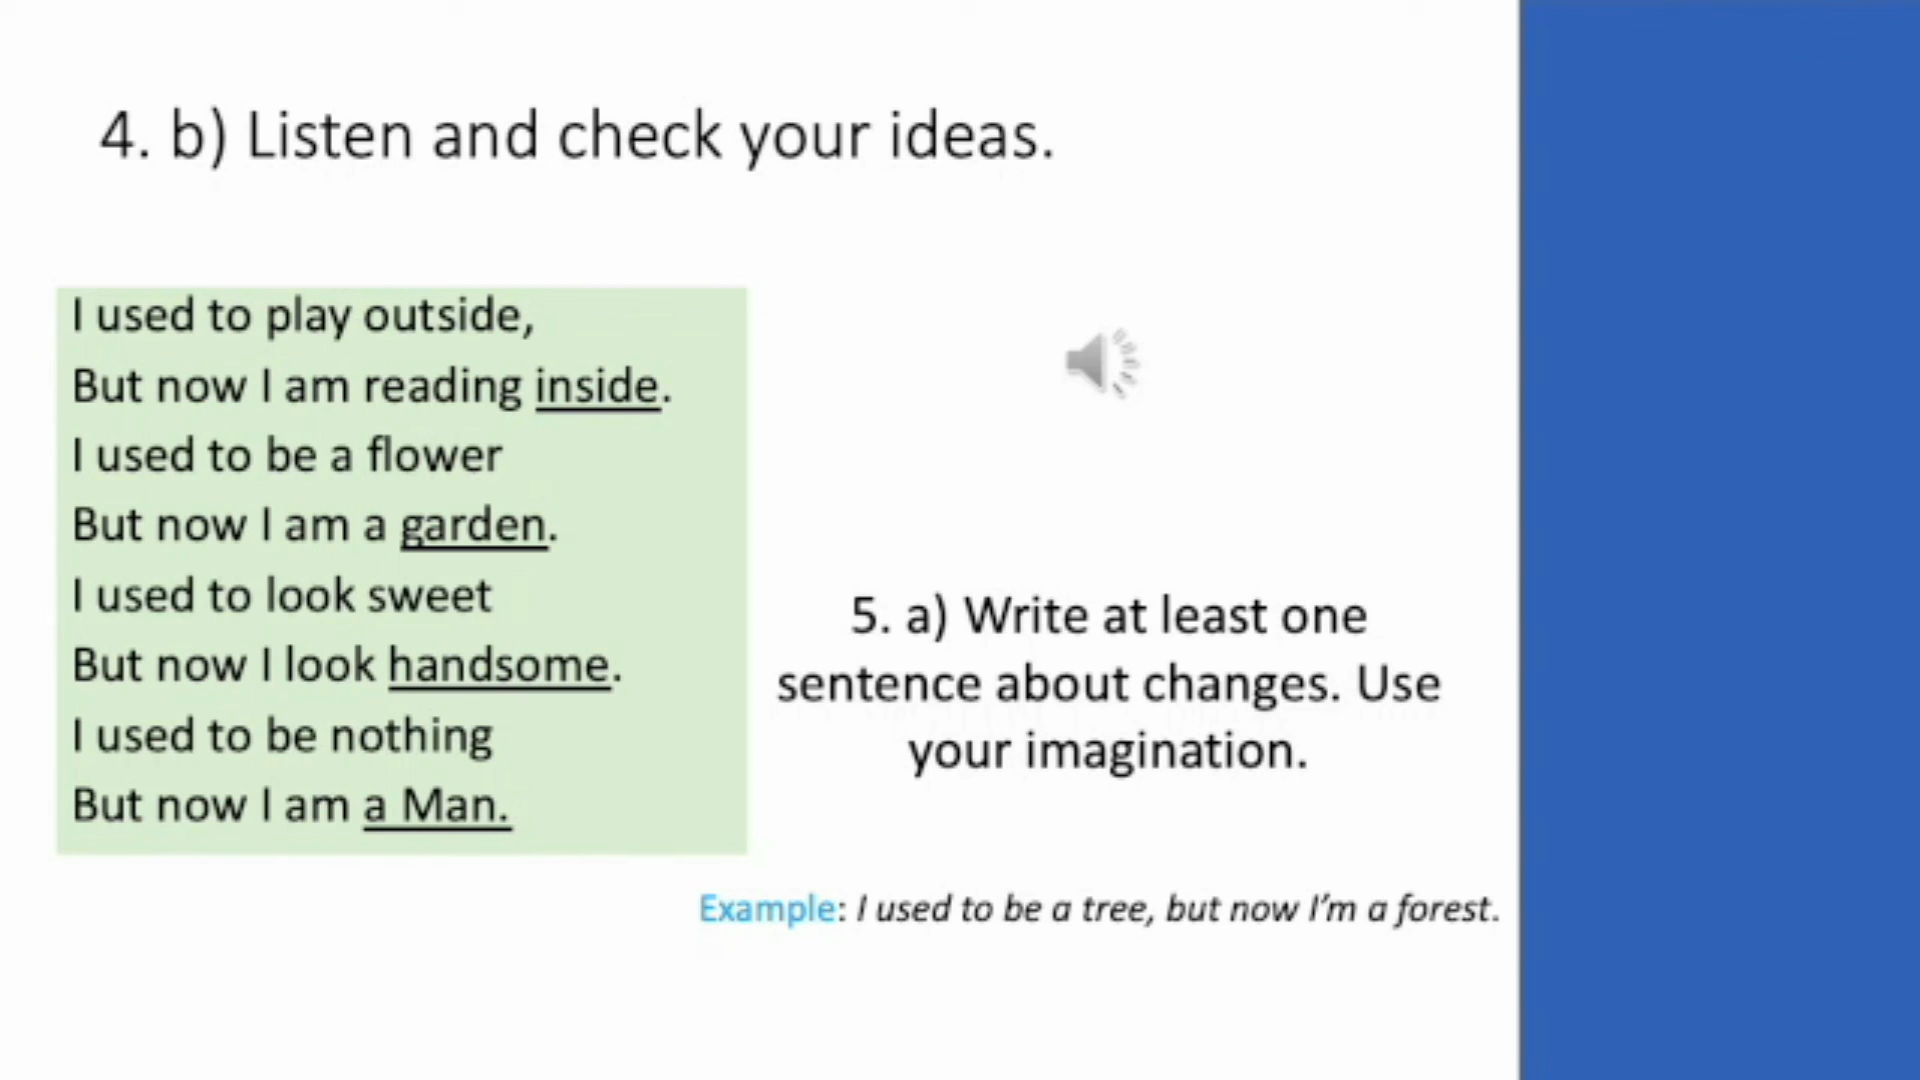 4. b) Listen and check your ideas.
I used to play outside,
But now I am reading inside.
I used to be a flower
But now I am a garden.
I used to look sweet
But now I look handsome.
I used to be nothing
But now I am a Man.
5. a) Write at least one
sentence about changes. Use
your imagination.
Example: I used to be a tree, but now I'm a forest.